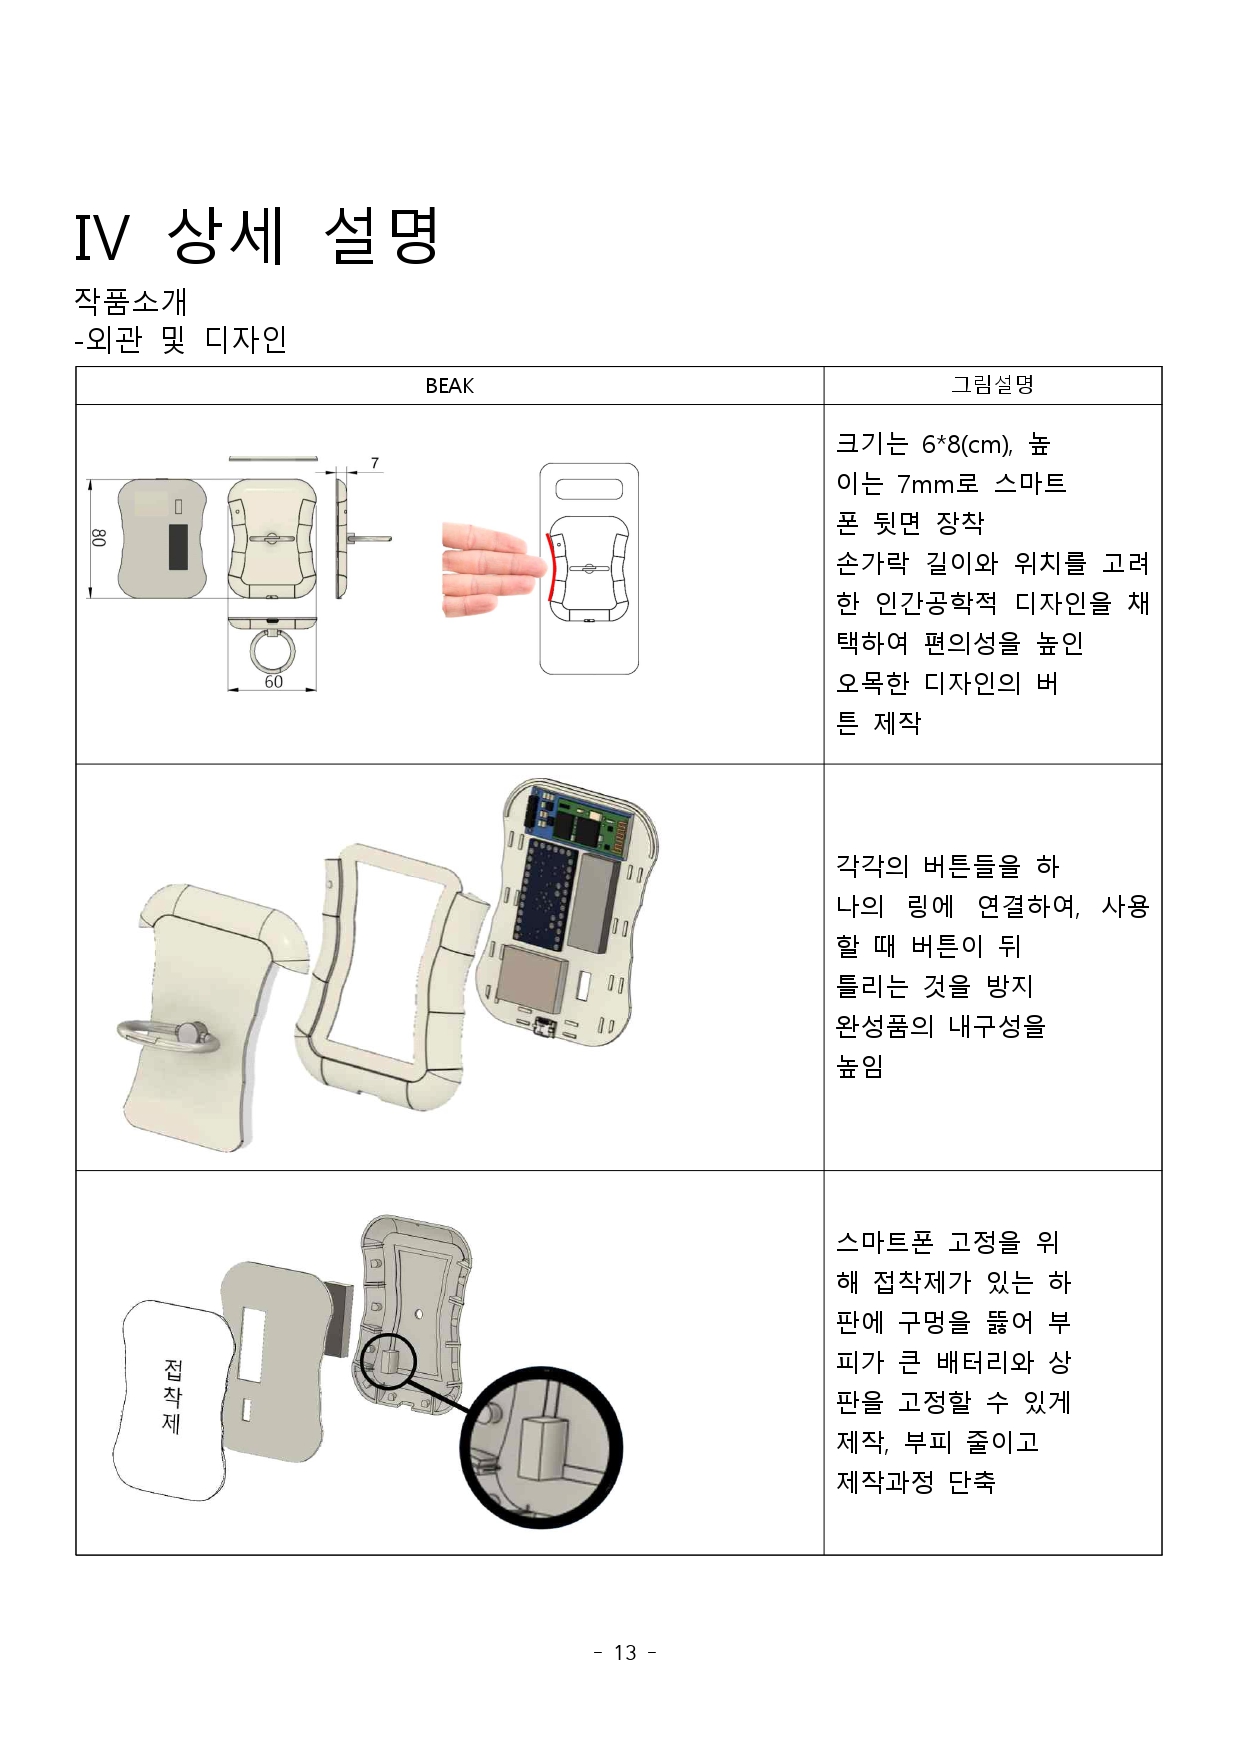 IV 상세 설명
작품소개
-외관 및 디자인
BEAK
그림설명
7
80
60
크기는 6*8(cm), 높
이는 7mm로 스마트
폰 뒷면 장착
손가락 길이와 위치를 고려
한 인간공학적 디자인을 채
택하여 편의성을 높인
오목한 디자인의 버
튼 제작
각각의 버튼들을 하
나의 링에 연결하여, 사용
할 때 버튼이 뒤
틀리는 것을 방지
완성품의 내구성을
높임
접
착
제
스마트폰 고정을 위
해 접착제가 있는 하
판에 구멍을 뚫어 부
피가 큰 배터리와 상
판을 고정할 수 있게
제작, 부피 줄이고
제작과정 단축
- 13 -